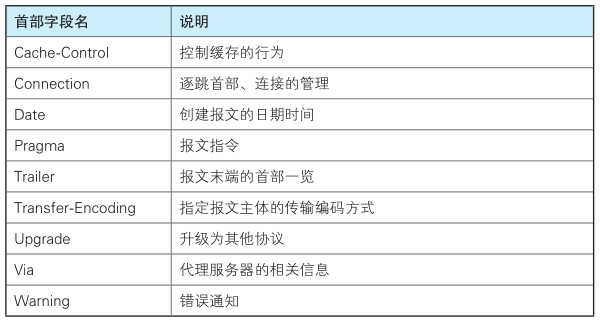 首部字段名 说明
Cache-Control 控制缓存的行为
Connection 逐跳首部、连接的管理
Date 创建报文的日期时间
Pragma 报文指令
Trailer 报文末端的首部一览
Transfer-Encoding 指定报文主体的传输编码方式
Upgrade 升级为其他协议
Via 代理服务器的相关信息
Warning 错误通知